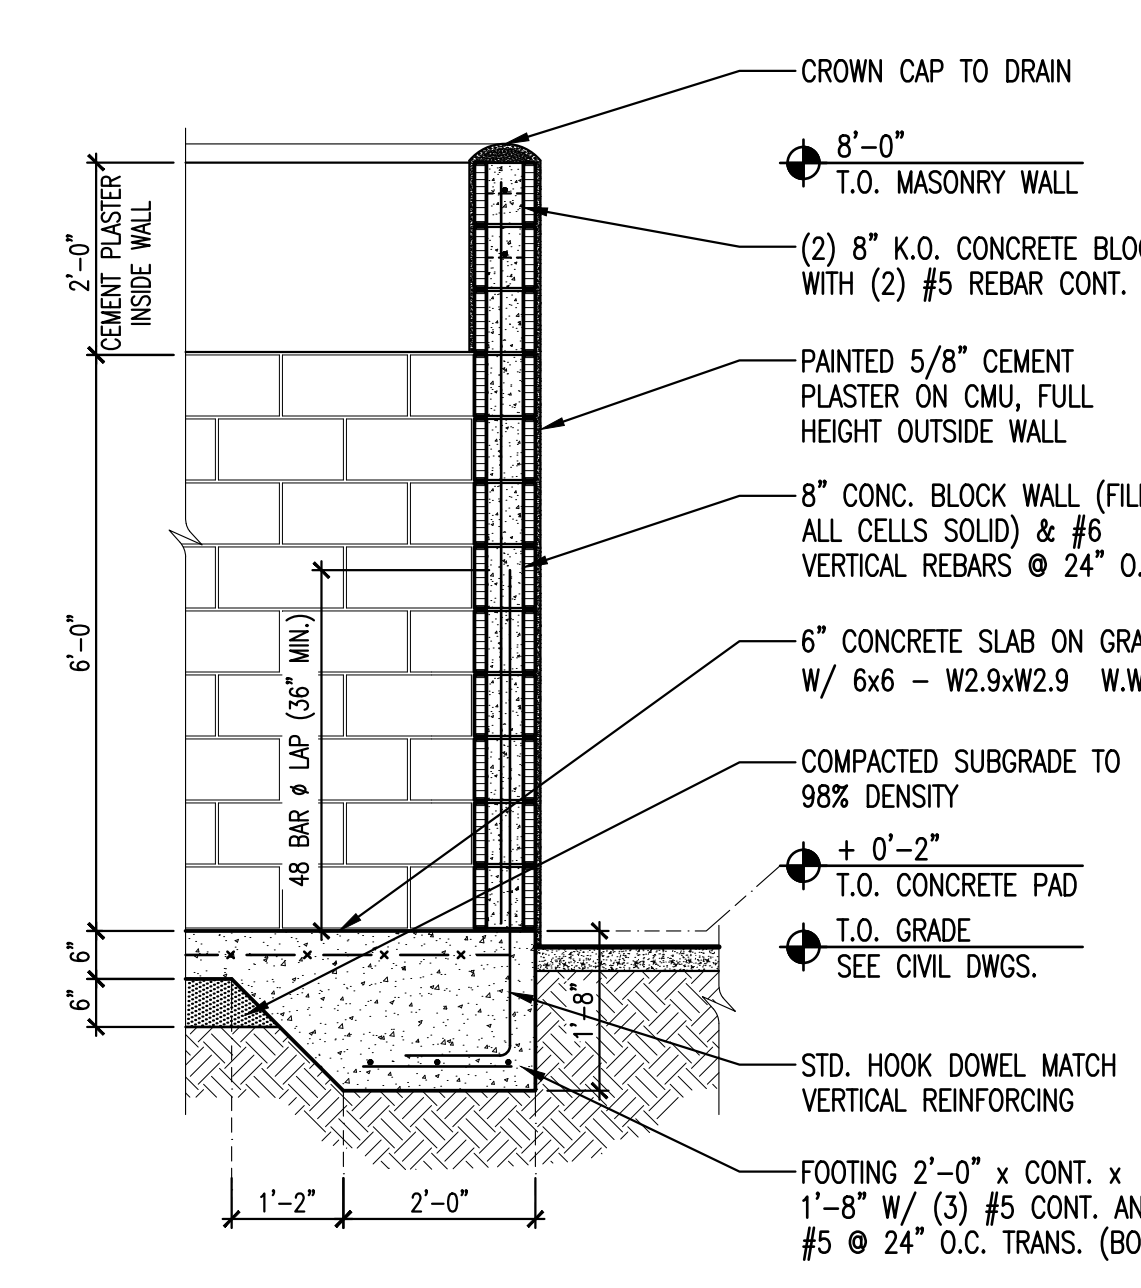 CROWN CAP TO DRAIN
8'-0"
T.O. MASONRY WALL
(2) 8" K.O. CONCRETE BLOC
WITH (2) #5 REBAR CONT.
PAINTED 5/8" CEMENT
PLASTER ON CMU, FULL
HEIGHT OUTSIDE WALL
8" CONC. BLOCK WALL (FILL
ALL CELLS SOLID) & #6
VERTICAL REBARS @ 24" O.
6" CONCRETE SLAB ON GRA
W/ 6x6 - W2.9xW2.9 W.W
COMPACTED SUBGRADE TO
98% DENSITY
+ 0'-2"
T.O. CONCRETE PAD
T.O. GRADE
SEE CIVIL DWGS.
STD. HOOK DOWEL MATCH
VERTICAL REINFORCING
FOOTING 2'-0" x CONT. x
1'-8" W/ (3) #5 CONT. AN
#5 @ 24" O.C. TRANS. (BO
2'-0"
CEMENT PLASTER
INSIDE WALL
6'-0"
48 BAR ø LAP (36" MIN.)
6"
6"
1'-8"
1'-2"
2'-0"